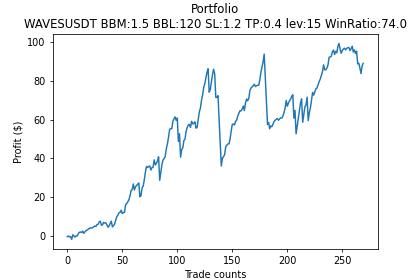 Portfolio
WAVESUSDT BBM:1.5 BBL:120 SL:1.2 TP:0.4 lev:15 WinRatio:74.0
100
80
60
40
20
0
Profit ($)
0 50 100 150 200 250
Trade counts